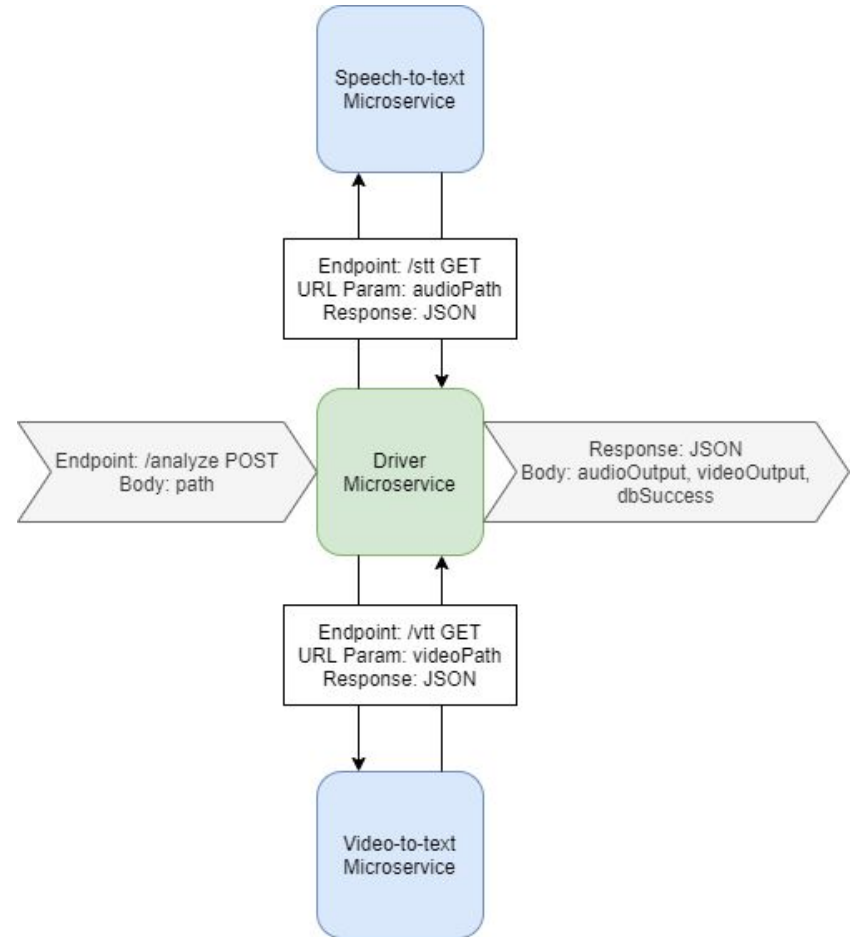 Speech-to-text
Microservice
Endpoint: /stt GET
URL Param: audioPath
Response: JSON
Endpoint: /analyze POST
Body: path
Driver
Microservice
Response: JSON
Body: audioOutput, videoOutput,
dbSuccess
Endpoint: /vtt GET
URL Param: videoPath
Response: JSON
Video-to-text
Microservice